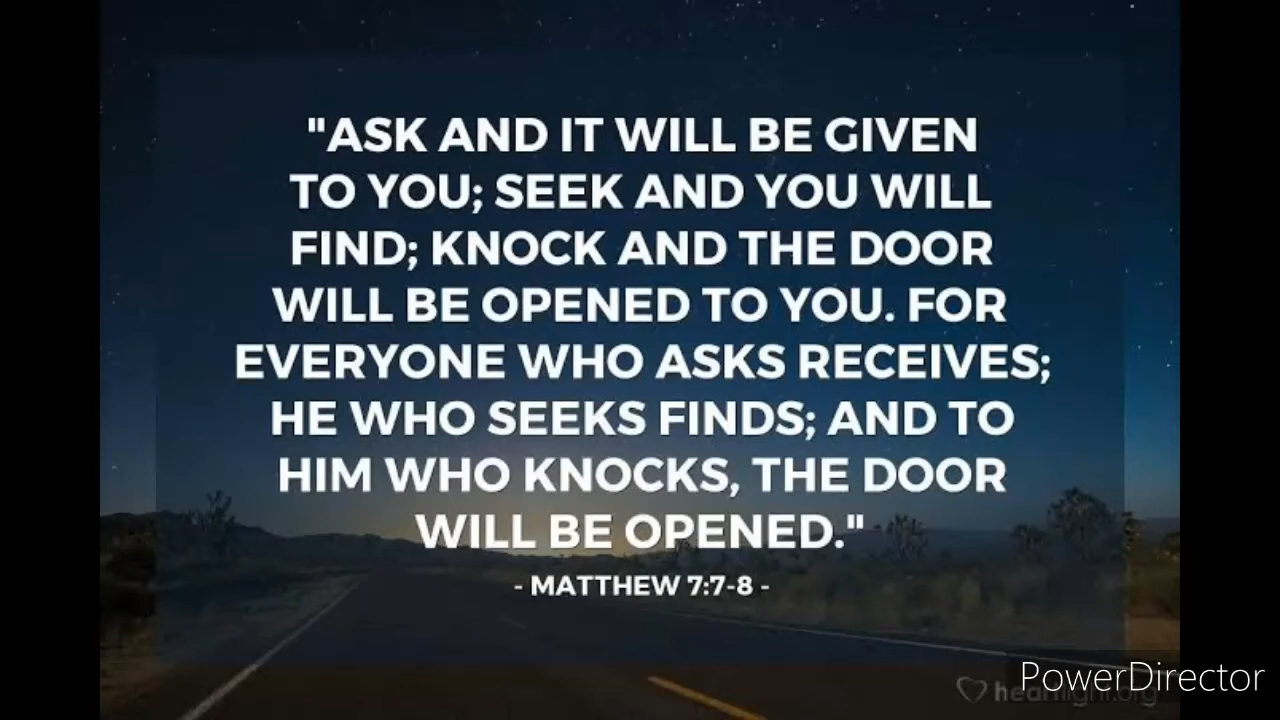 "ASK AND IT WILL BE GIVEN
TO YOU; SEEK AND YOU WILL
FIND; KNOCK AND THE DOOR
WILL BE OPENED TO YOU. FOR
EVERYONE WHO ASKS RECEIVES;
HE WHO SEEKS FINDS; AND TO
HIM WHO KNOCKS, THE DOOR
WILL BE OPENED."
- MATTHEW 7:7-8 -
PowerDirector
heartlight.org